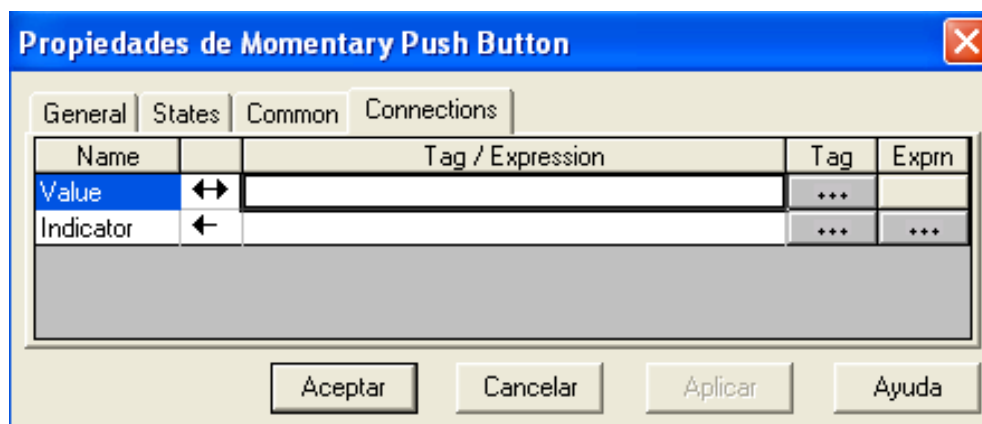 Propiedades de Momentary Push Button
General States Common Connections
Name Tag / Expression Tag Exprn
Value ...
Indicator ... ...
Aceptar Cancelar Aplicar Ayuda